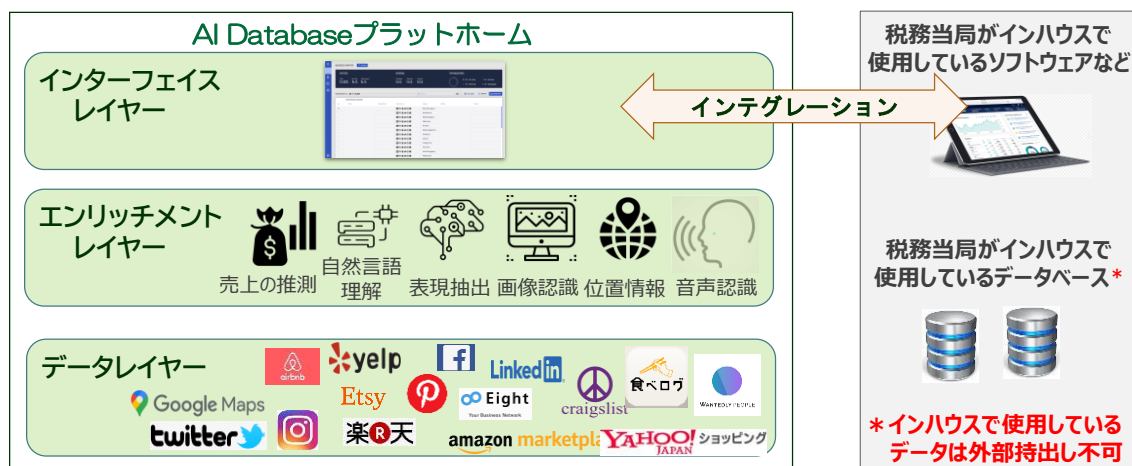 AI Databaseプラットホーム
インターフェイス
レイヤー
インテグレーション
エンリッチメント
レイヤー
売上の推測
自然言語
理解
表現抽出
画像認識
位置情報
音声認識
データレイヤー
airbnb
yelp
f
Linked in
食べログ
WANTEDLY PEOPLE
Google Maps
Etsy
Eight
Your Business Network
craigslist
twitter
楽R天
amazon marketpla
YAHOO! ショッピング
JAPAN
税務当局がインハウスで
使用しているソフトウェアなど
税務当局がインハウスで
使用しているデータベース*
*インハウスで使用している
データは外部持出し不可